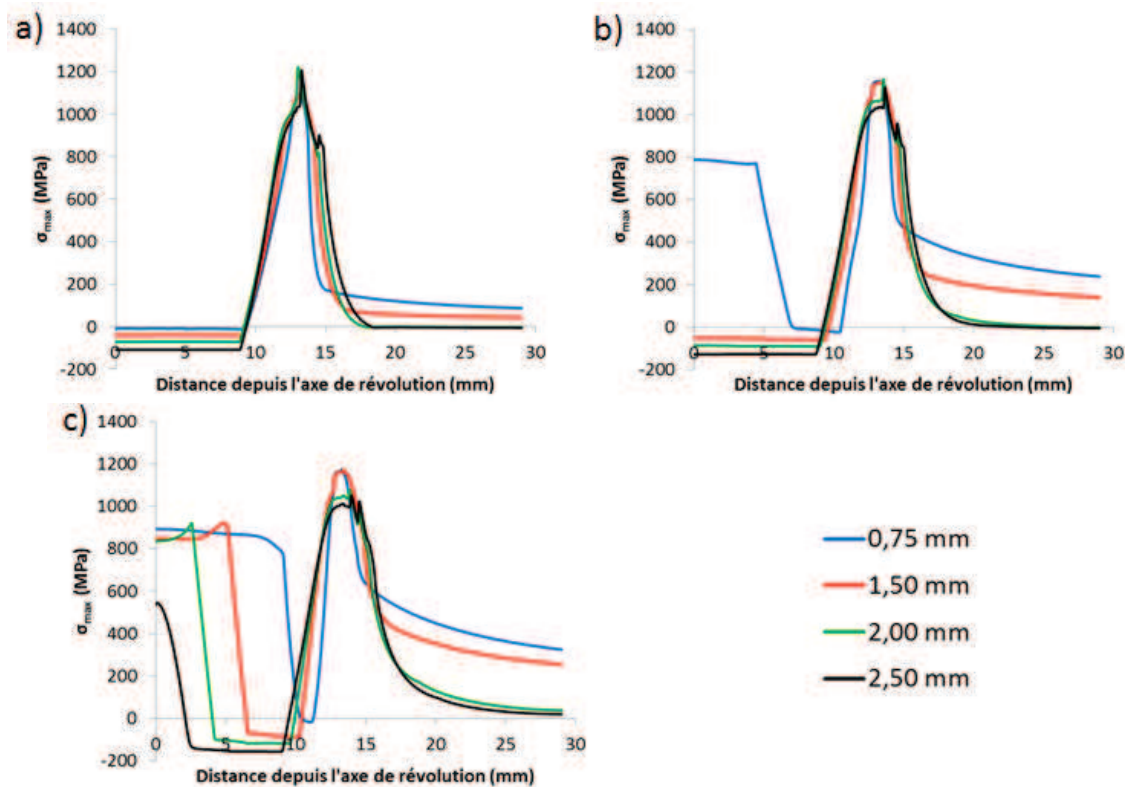 a)
1400
1200
1000
800
600
400
200
0
-200
σmax (MPa)
0 5 10 15 20 25 30
Distance depuis l'axe de révolution (mm)
b)
1400
1200
1000
800
600
400
200
0
-200
σmax (MPa)
0 5 10 15 20 25 30
Distance depuis l'axe de révolution (mm)
c)
1400
1200
1000
800
600
400
200
0
-200
σmax (MPa)
0 5 10 15 20 25 30
Distance depuis l'axe de révolution (mm)
0,75 mm
1,50 mm
2,00 mm
2,50 mm